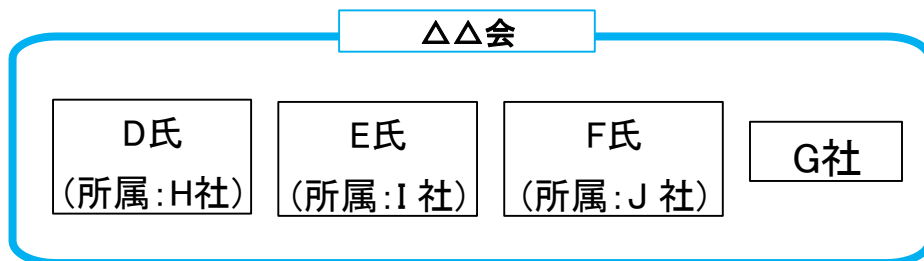 △△会
D氏
(所属:H社)
E氏
(所属:I 社)
F氏
(所属:J 社)
G社